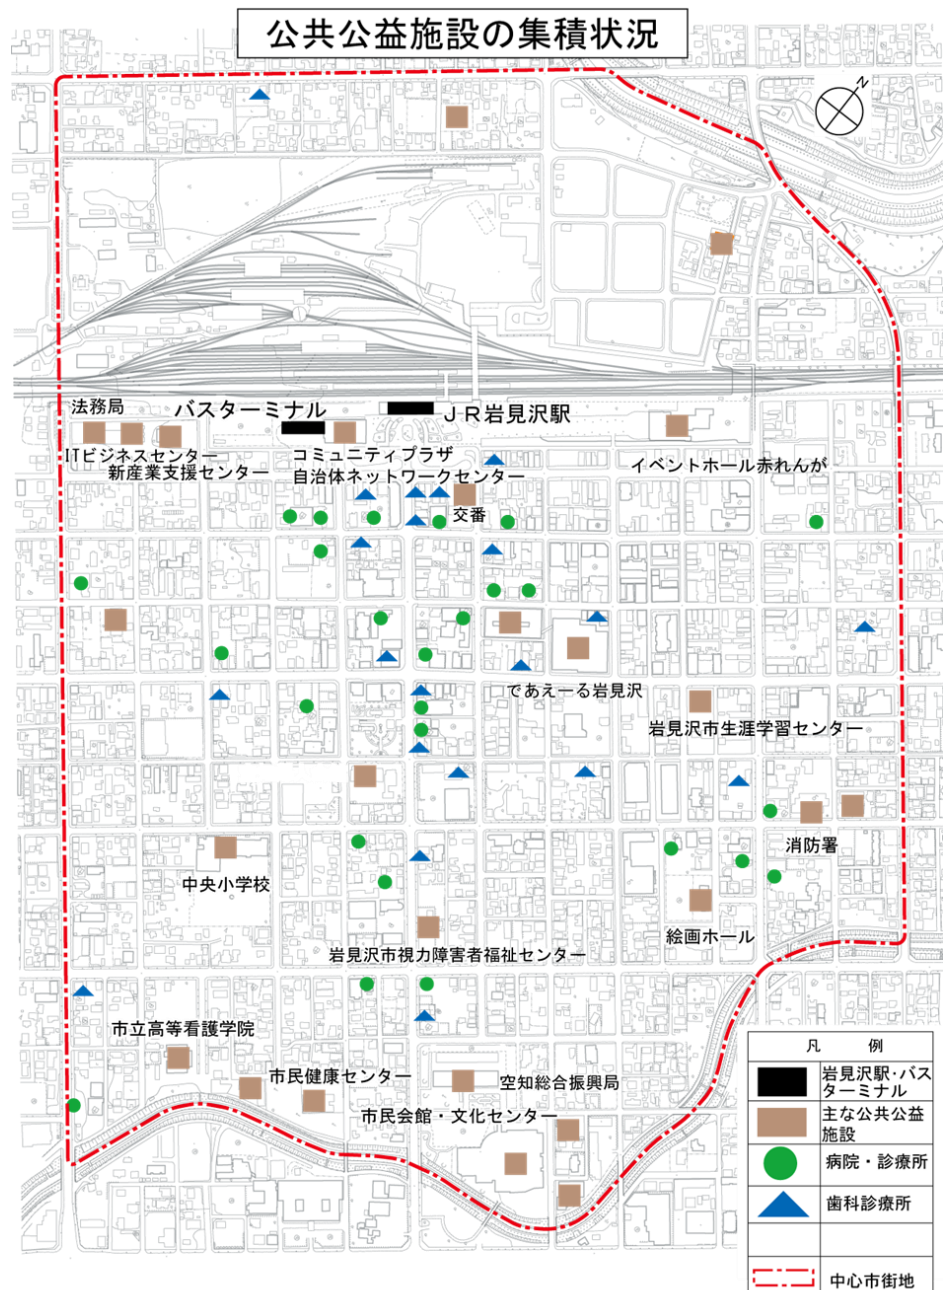 公共公益施設の集積状況
N
法務局
バスターミナル
JR岩見沢駅
ITビジネスセンター
新産業支援センター
コミュニティプラザ
自治体ネットワークセンター
イベントホール赤れんが
交番
であえーる岩見沢
岩見沢市生涯学習センター
消防署
中央小学校
絵画ホール
岩見沢市視力障害者福祉センター
市立高等看護学院
市民健康センター
空知総合振興局
市民会館・文化センター
凡 例
岩見沢駅・バス
ターミナル
主な公共公益
施設
病院・診療所
歯科診療所
中心市街地